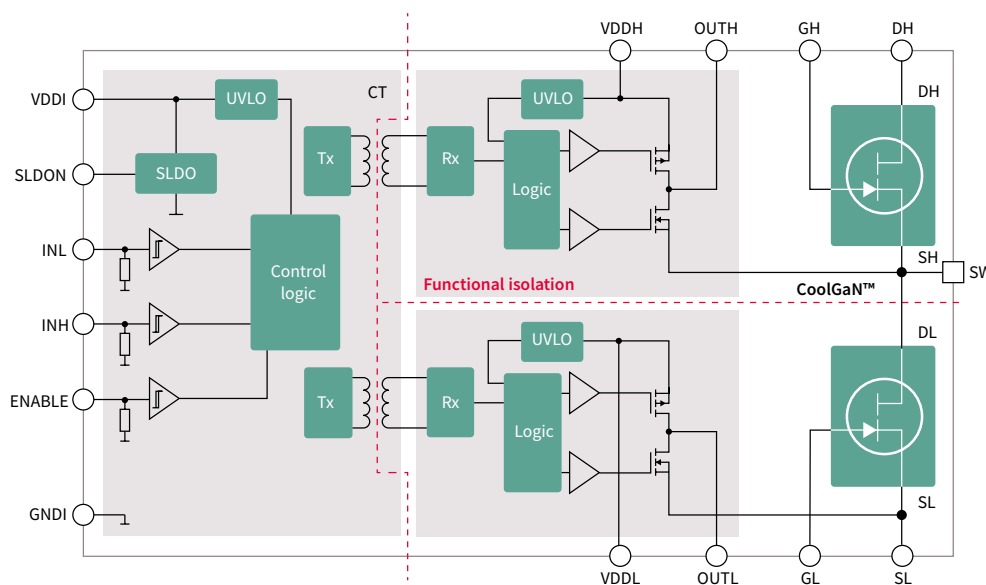 VDDH
OUTH
GH
DH
CT
VDDI
UVLO
UVLO
DH
Tx
Rx
SLDON
SLDO
Logic
INL
Control
logic
SH
SW
Functional isolation
CoolGaN™
INH
DL
UVLO
ENABLE
Tx
Rx
Logic
GNDI
SL
VDDL
OUTL
GL
SL